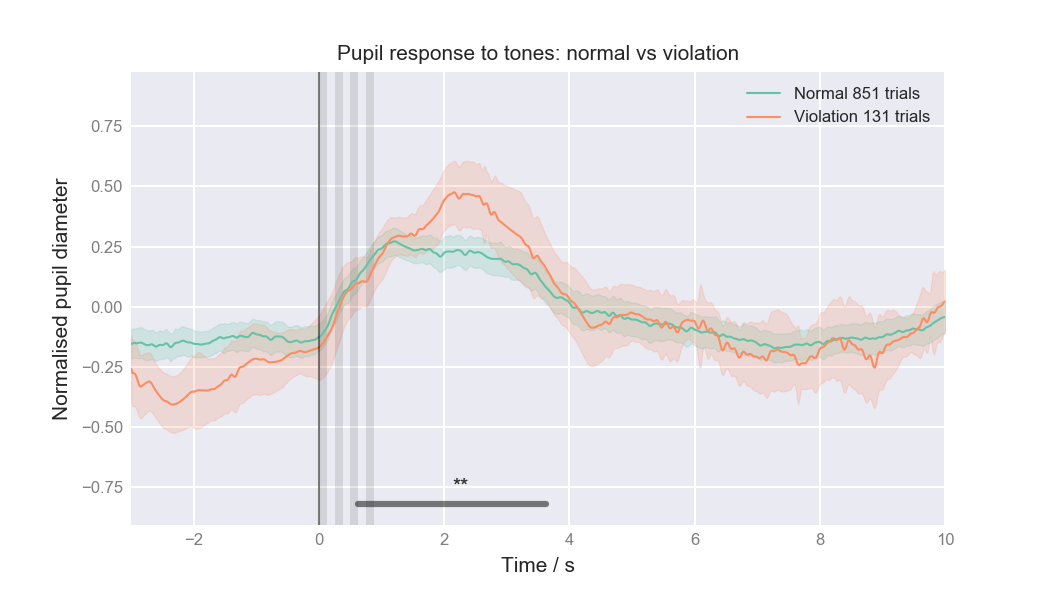 Pupil response to tones: normal vs violation
Normal 851 trials
Violation 131 trials
Normalised pupil diameter
0.75
0.50
0.25
0.00
−0.25
−0.50
−0.75
**
−2 0 2 4 6 8 10
Time / s